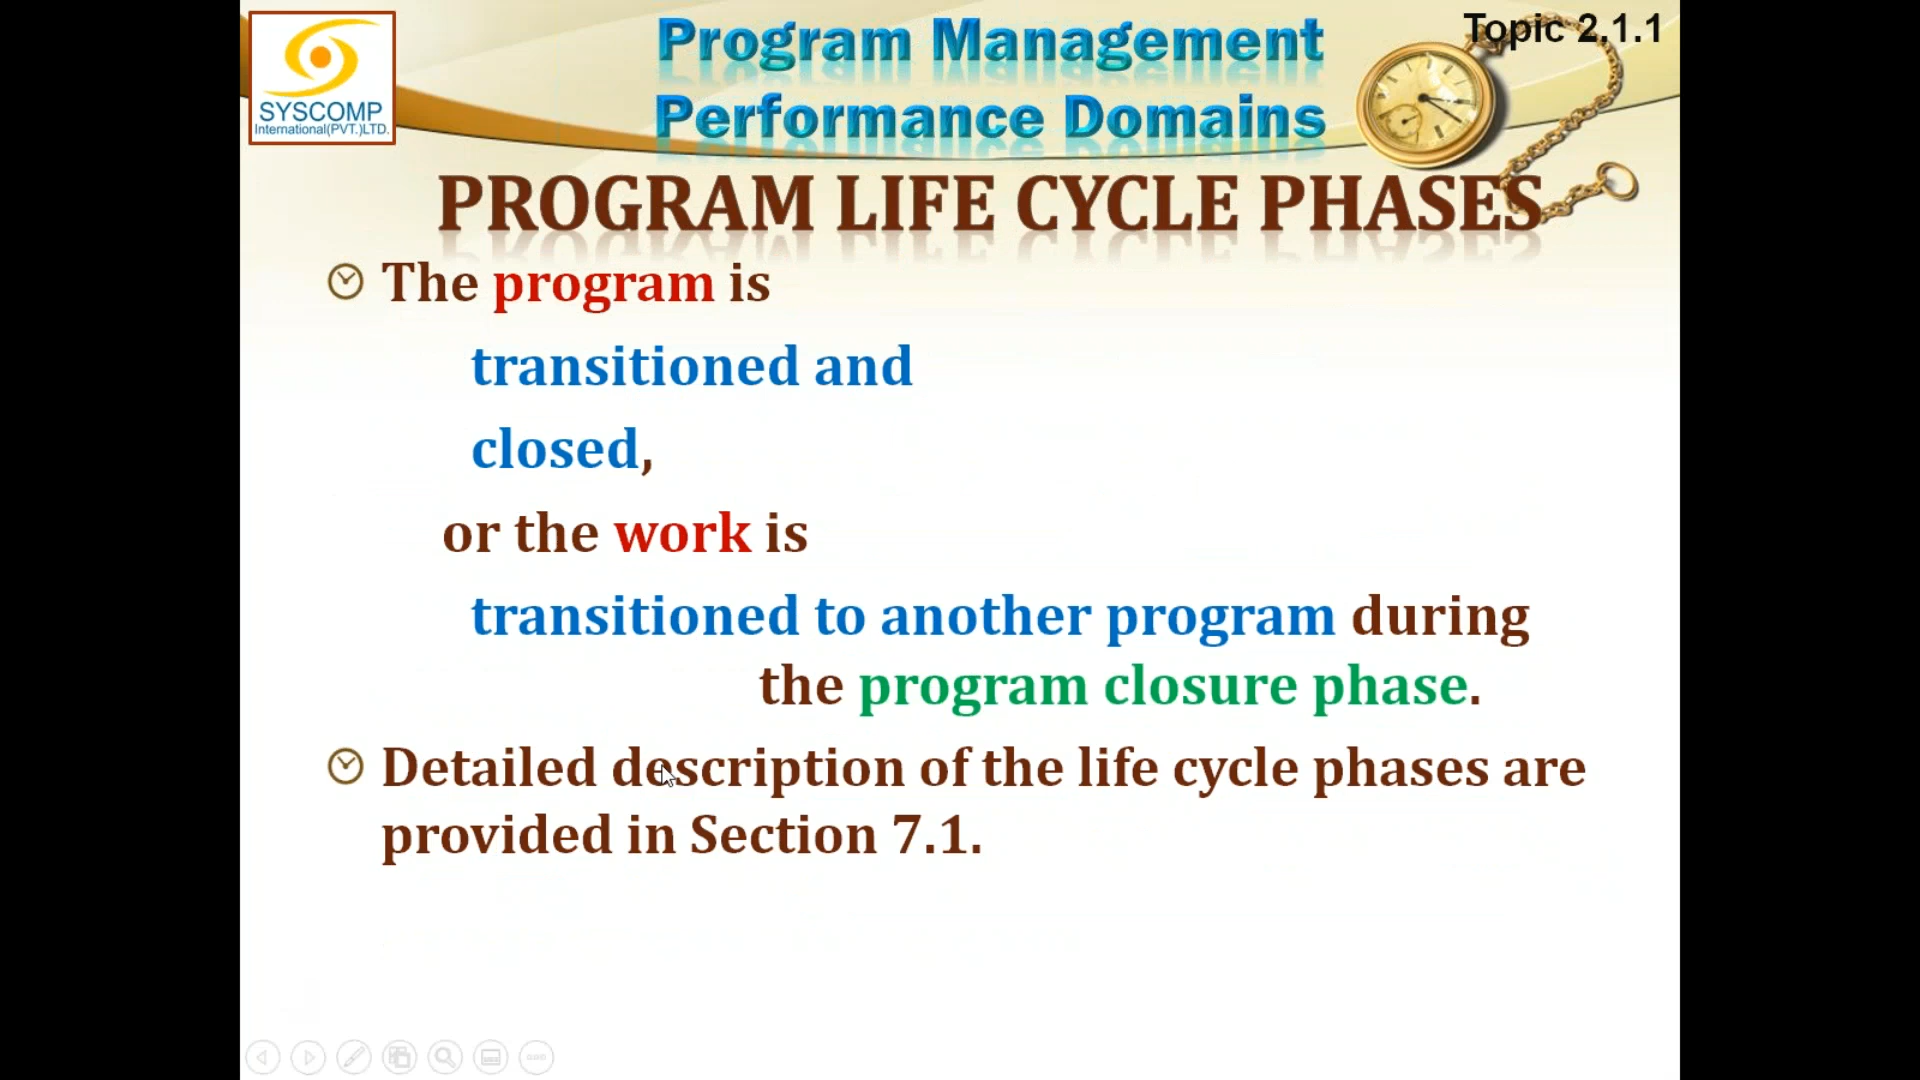 SYSCOMP
International(PVT.)LTD.
Program Management
Performance Domains
Topic 2.1.1
PROGRAM LIFE CYCLE PHASES
The program is
transitioned and
closed,
or the work is
transitioned to another program during
the program closure phase.
Detailed description of the life cycle phases are
provided in Section 7.1.